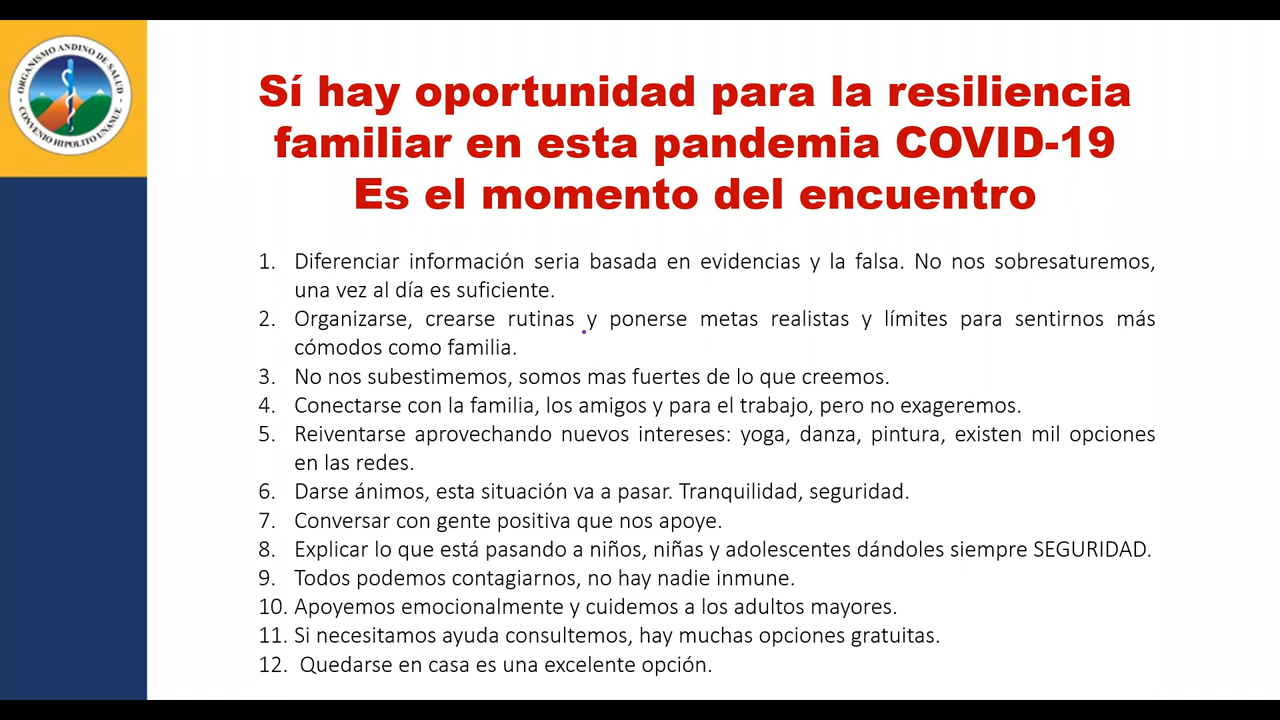 ORGANISMO ANDINO DE SALUD
- CONVENIO HIPOLITO UNANUE -
Sí hay oportunidad para la resiliencia
familiar en esta pandemia COVID-19
Es el momento del encuentro
1. Diferenciar información seria basada en evidencias y la falsa. No nos sobresaturemos,
una vez al día es suficiente.
2. Organizarse, crearse rutinas y ponerse metas realistas y límites para sentirnos más
cómodos como familia.
3. No nos subestimemos, somos mas fuertes de lo que creemos.
4. Conectarse con la familia, los amigos y para el trabajo, pero no exageremos.
5. Reiventarse aprovechando nuevos intereses: yoga, danza, pintura, existen mil opciones
en las redes.
6. Darse ánimos, esta situación va a pasar. Tranquilidad, seguridad.
7. Conversar con gente positiva que nos apoye.
8. Explicar lo que está pasando a niños, niñas y adolescentes dándoles siempre SEGURIDAD.
9. Todos podemos contagiarnos, no hay nadie inmune.
10. Apoyemos emocionalmente y cuidemos a los adultos mayores.
11. Si necesitamos ayuda consultemos, hay muchas opciones gratuitas.
12. Quedarse en casa es una excelente opción.